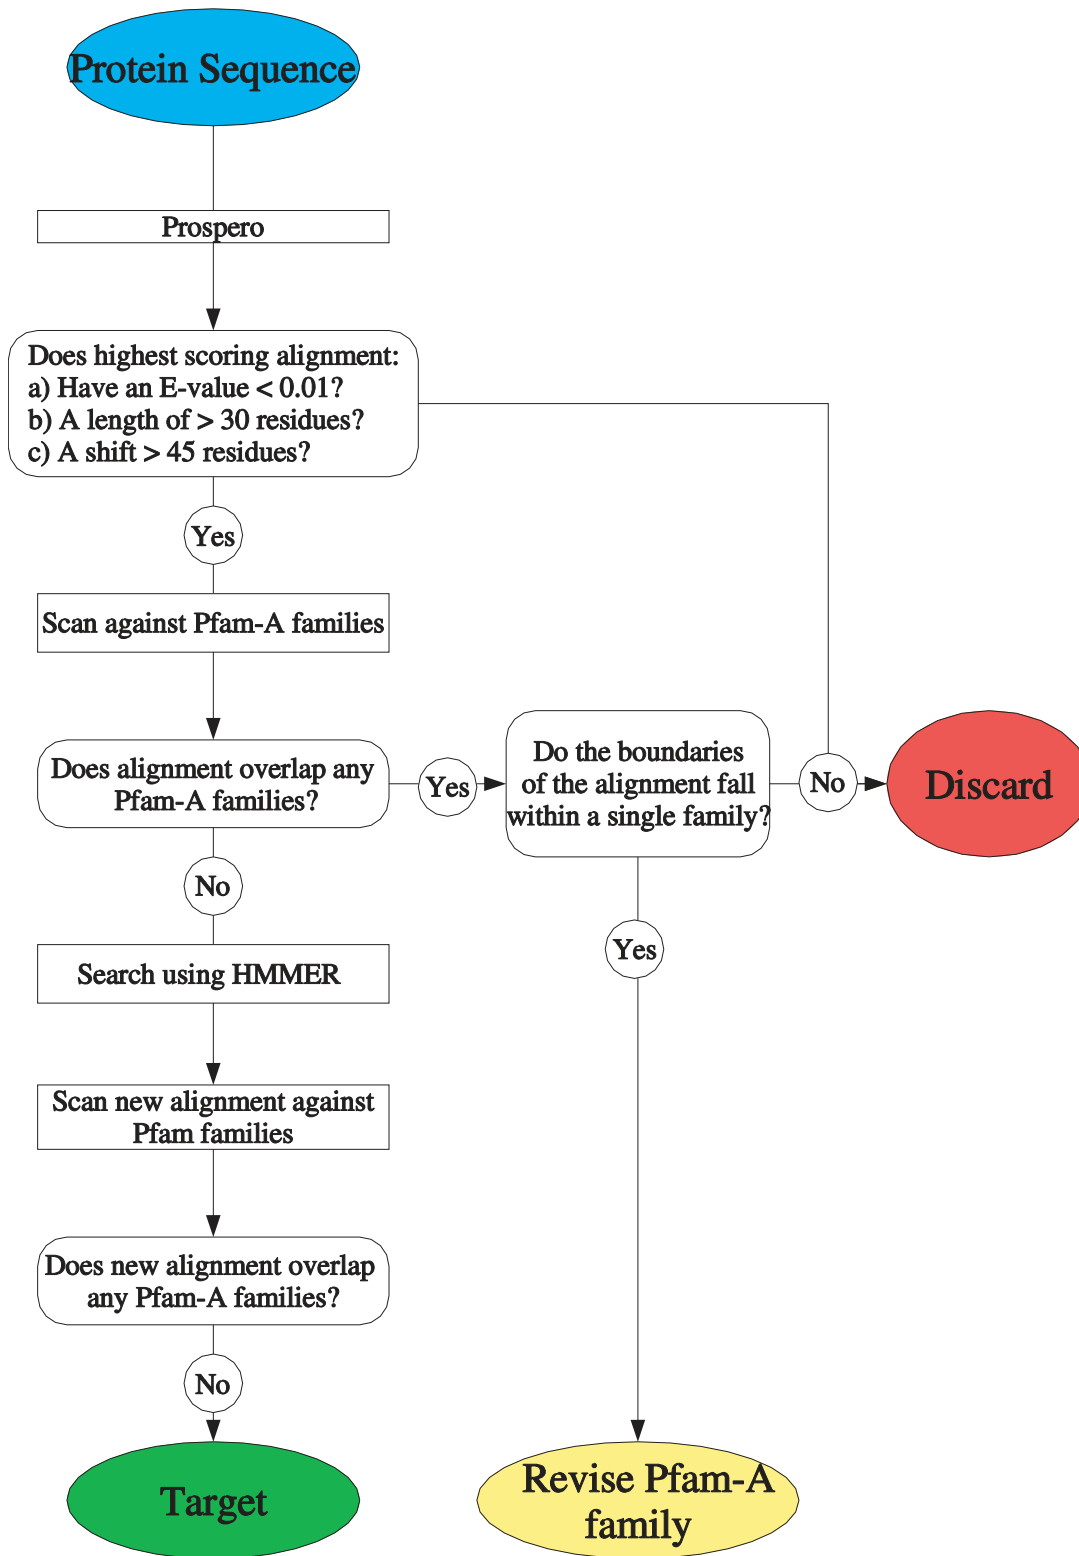 Protein Sequence
Prospero
Does highest scoring alignment:
a) Have an E-value < 0.01?
b) A length of > 30 residues?
c) A shift > 45 residues?
Yes
Scan against Pfam-A families
Does alignment overlap any
Pfam-A families?
Yes
Do the boundaries
of the alignment fall
within a single family?
No
Discard
No
Yes
Search using HMMER
Scan new alignment against
Pfam families
Does new alignment overlap
any Pfam-A families?
No
Target
Revise Pfam-A
family